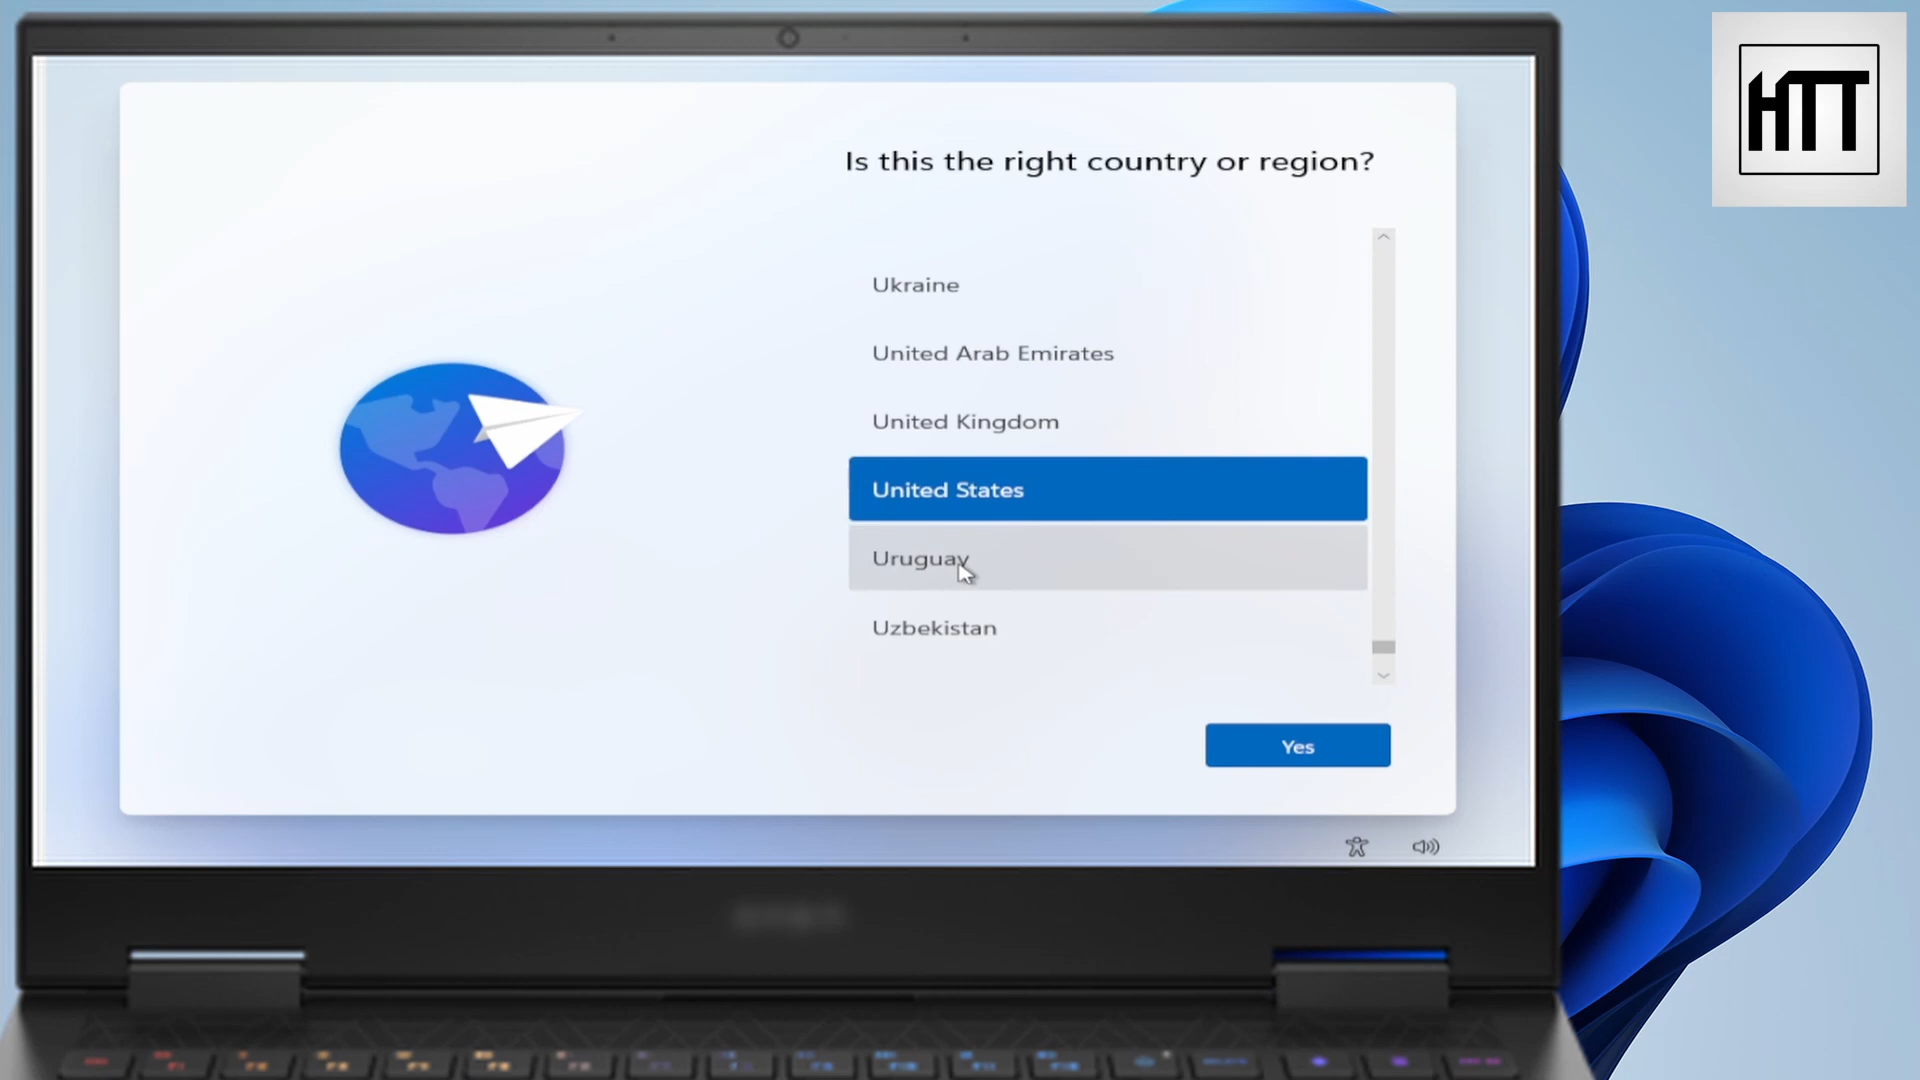 HTT
Is this the right country or region?
Ukraine
United Arab Emirates
United Kingdom
United States
Uruguay
Uzbekistan
Yes